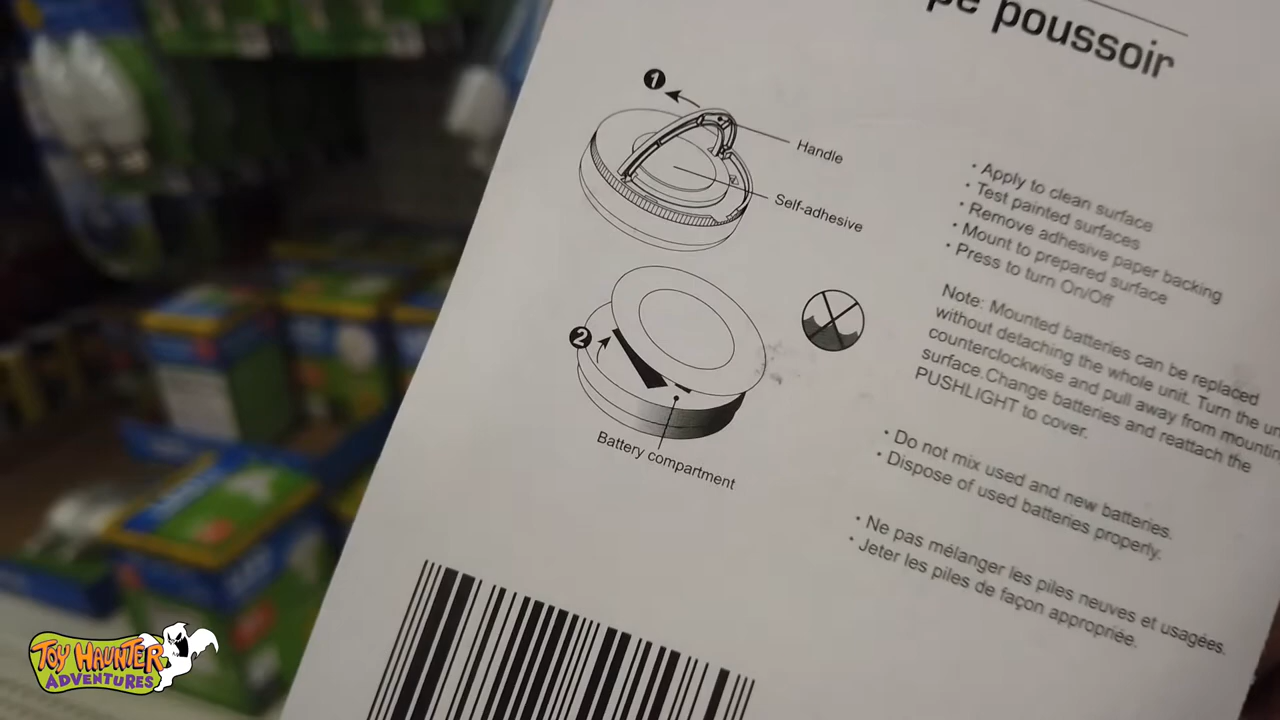 poussoir
1
Handle
Self-adhesive
2
Battery compartment
• Apply to clean surface
• Test painted surfaces
• Remove adhesive paper backing
• Mount to prepared surface
• Press to turn On/Off
Note: Mounted batteries can be replaced
without detaching the whole unit. Turn the
counterclockwise and pull away from
surface.Change batteries and reattach the
PUSHLIGHT to cover.
• Do not mix used and new batteries.
• Dispose of used batteries properly.
• Ne pas mélanger les piles neuves et usagées.
• Jeter les piles de façon appropriée.
TOY HAUNTER
ADVENTURES